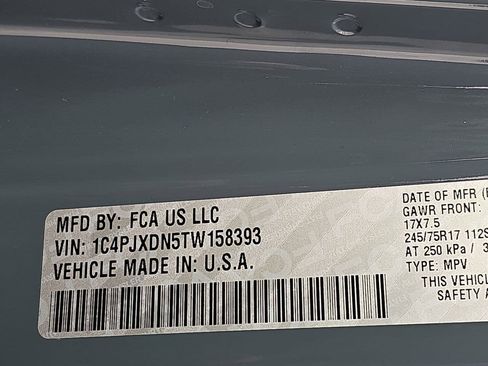 MFD BY: FCA US LLC
VIN: 1C4PJXDN5TW158393
VEHICLE MADE IN: U.S.A.
DATE OF MFR
GAWR FRONT:
17X7.5
245/75R17 112S
AT 250 kPa /
TYPE: MPV
THIS VEHICL
SAFETY A